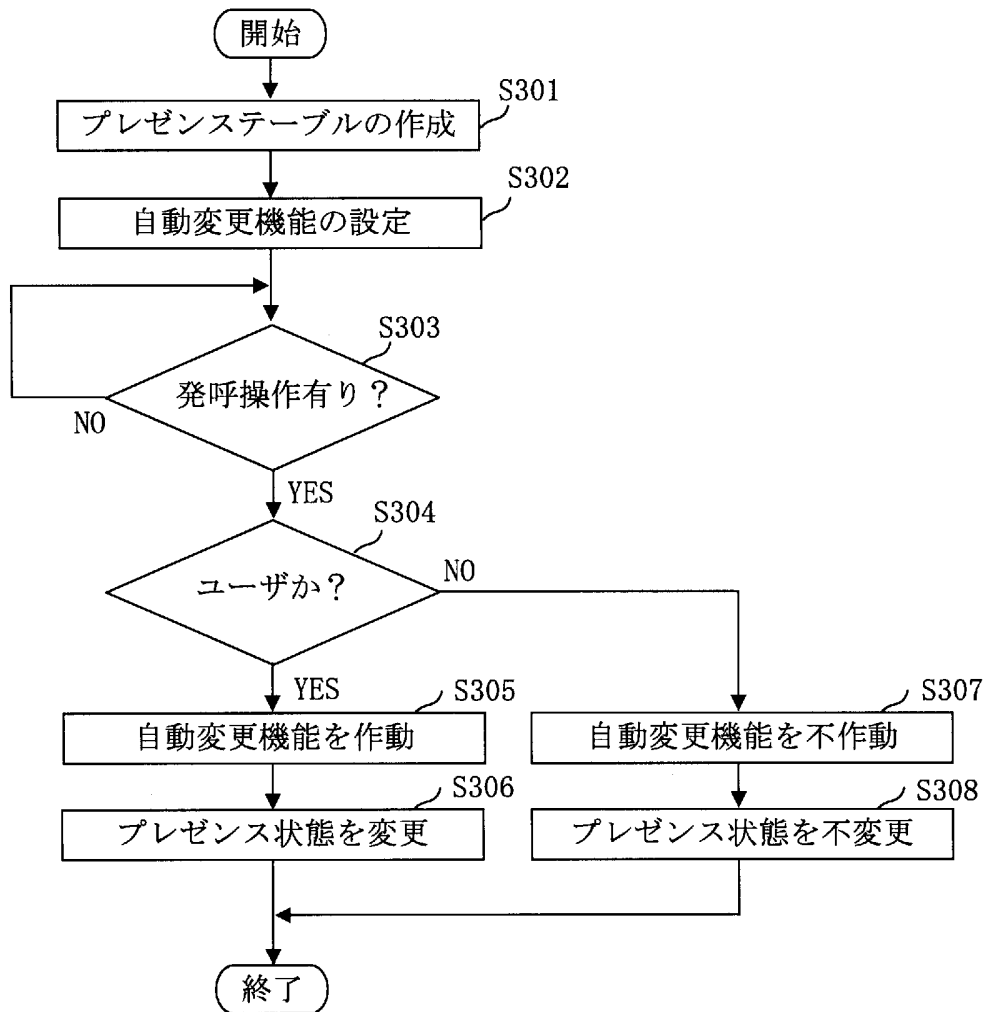 開始
S301
プレゼンステーブルの作成
S302
自動変更機能の設定
S303
発呼操作有り？
NO
YES
S304
ユーザか？
NO
YES
S305
自動変更機能を作動
S307
自動変更機能を不作動
S306
プレゼンス状態を変更
S308
プレゼンス状態を不変更
終了